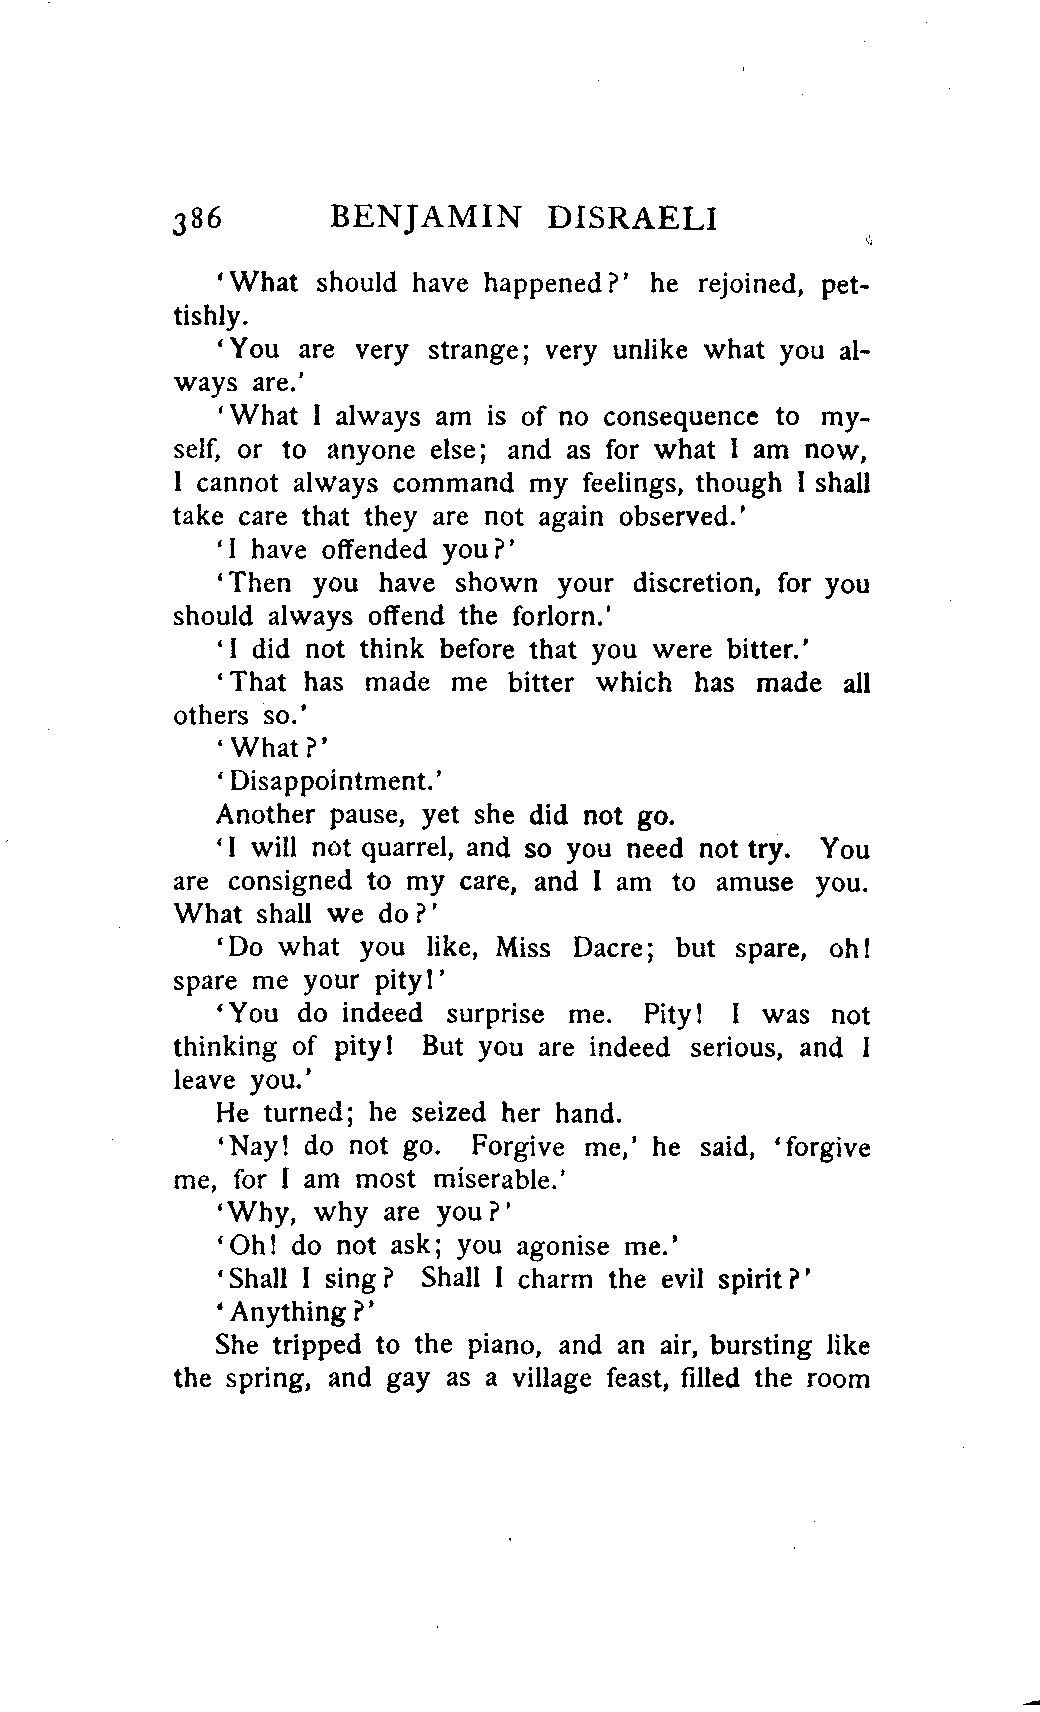 386 BENJAMIN DISRAELI
'What should have happened?' he rejoined, pet-
tishly.
'You are very strange; very unlike what you al-
ways are.'
'What I always am is of no consequence to my-
self, or to anyone else; and as for what I am now,
I cannot always command my feelings, though I shall
take care that they are not again observed.'
'I have offended you?'
'Then you have shown your discretion, for you
should always offend the forlorn.'
'I did not think before that you were bitter.'
'That has made me bitter which has made all
others so.'
'What?'
'Disappointment.'
Another pause, yet she did not go.
'I will not quarrel, and so you need not try. You
are consigned to my care, and I am to amuse you.
What shall we do?'
'Do what you like, Miss Dacre; but spare, oh!
spare me your pity!'
'You do indeed surprise me. Pity! I was not
thinking of pity! But you are indeed serious, and I
leave you.'
He turned; he seized her hand.
'Nay! do not go. Forgive me,' he said, 'forgive
me, for I am most miserable.'
'Why, why are you?'
'Oh! do not ask; you agonise me.'
'Shall I sing? Shall I charm the evil spirit?'
'Anything?'
She tripped to the piano, and an air, bursting like
the spring, and gay as a village feast, filled the room